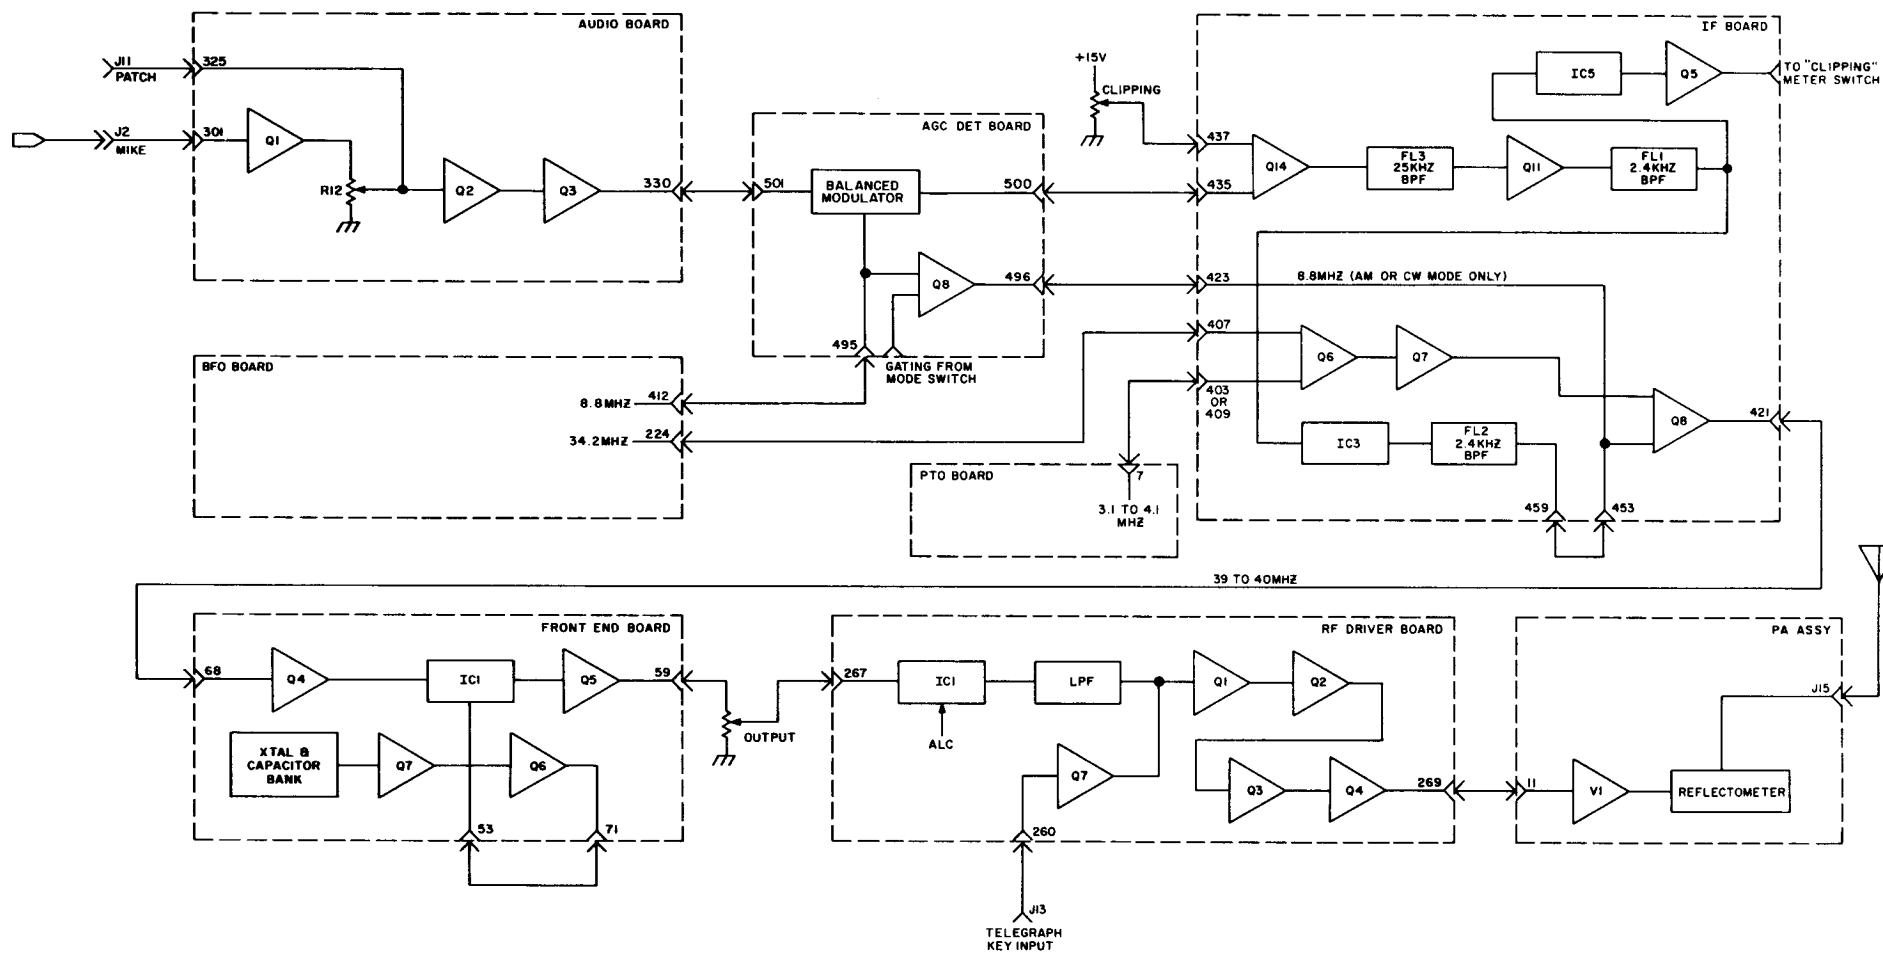 AUDIO BOARD
J11
PATCH
325
J2
MIKE
301
Q1
R12
Q2
Q3
330
AGC DET BOARD
501
BALANCED
MODULATOR
500
Q8
496
495
GATING FROM
MODE SWITCH
+15V
CLIPPING
IF BOARD
IC5
Q5
TO "CLIPPING"
METER SWITCH
437
435
Q14
FL3
25KHZ
BPF
Q11
FL1
2.4KHZ
BPF
423
8.8MHZ (AM OR CW MODE ONLY)
407
403
OR
409
Q6
Q7
IC3
FL2
2.4KHZ
BPF
Q8
421
459
453
BFO BOARD
8.8MHZ
412
34.2MHZ
224
PTO BOARD
7
3.1 TO 4.1
MHZ
39 TO 40MHZ
FRONT END BOARD
68
Q4
IC1
Q5
59
XTAL &
CAPACITOR
BANK
Q7
Q6
53
71
OUTPUT
RF DRIVER BOARD
267
IC1
ALC
LPF
Q1
Q2
Q7
Q3
Q4
269
260
J13
TELEGRAPH
KEY INPUT
PA ASSY
11
V1
REFLECTOMETER
J15